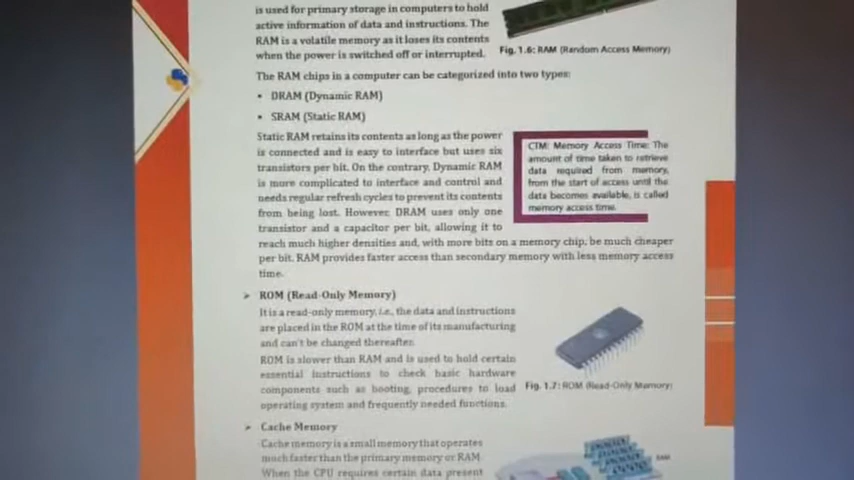 is used for primary storage in computers to hold
active information of data and instructions. The
RAM is a volatile memory as it loses its contents
when the power is switched off or interrupted.
Fig. 1.6: RAM (Random Access Memory)
The RAM chips in a computer can be categorized into two types:
• DRAM (Dynamic RAM)
• SRAM (Static RAM)
Static RAM retains its contents as long as the power
is connected and is easy to interface but uses six
transistors per bit. On the contrary, Dynamic RAM
is more complicated to interface and control and
needs regular refresh cycles to prevent its contents
from being lost. However, DRAM uses only one
transistor and a capacitor per bit, allowing it to
reach much higher densities and, with more bits on a memory chip, be much cheaper
per bit. RAM provides faster access than secondary memory with less memory access
time.
CTM: Memory Access Time: The
amount of time taken to retrieve
data required from memory,
from the start of access until the
data becomes available, is called
memory access time.
➢ ROM (Read-Only Memory)
It is a read-only memory, i.e., the data and instructions
are placed in the ROM at the time of its manufacturing
and can't be changed thereafter.
ROM is slower than RAM and is used to hold certain
essential instructions to check basic hardware
components such as booting, procedures to load
operating system and frequently needed functions.
Fig. 1.7: ROM (Read-Only Memory)
➢ Cache Memory
Cache memory is a small memory that operates
much faster than the primary memory or RAM.
When the CPU requires certain data present
RAM